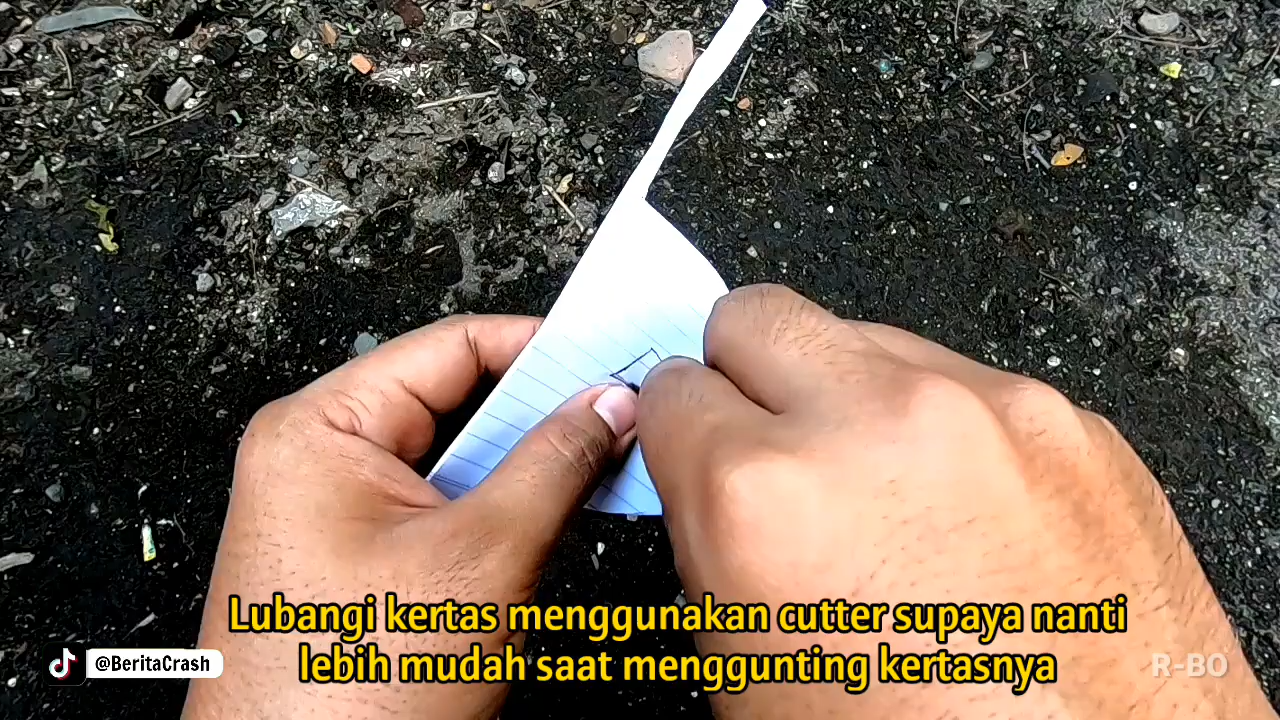 Lubangi kertas menggunakan cutter supaya nanti
lebih mudah saat menggunting kertasnya
@BeritaCrash
R-BO